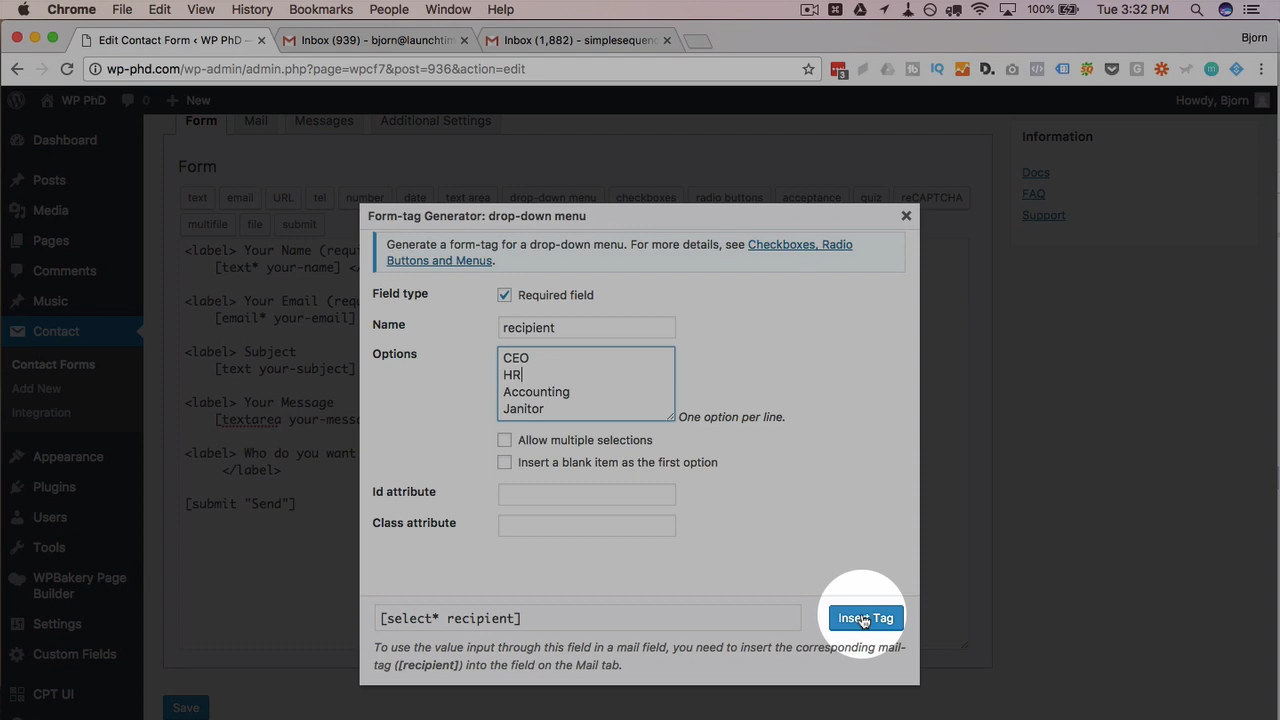 Chrome File Edit View History Bookmarks People Window Help 100% Tue 3:32 PM
Edit Contact Form ‹ WP PhD Inbox (939) - bjorn@launchtim Inbox (1,882) - simplesequenc Bjorn
wp-phd.com/wp-admin/admin.php?page=wpcf7&post=936&action=edit 3
WP PhD 0 New Howdy, Bjorn
Dashboard
Posts
Media
Pages
Comments
Music
Contact
Contact Forms
Add New
Integration
Appearance
Plugins
Users
Tools
WPBakery Page
Builder
Settings
Custom Fields
CPT UI
Form Mail Messages Additional Settings
Form
text email URL tel number date text area drop-down menu checkboxes radio buttons acceptance quiz reCAPTCHA
multifile file submit
<label> Your Name (requ
[text* your-name] </
<label> Your Email (req
[email* your-email]
<label> Subject
[text your-subject]
<label> Your Message
[textarea your-messa
<label> Who do you want
</label>
[submit "Send"]
Save
Information
Docs
FAQ
Support
Form-tag Generator: drop-down menu
Generate a form-tag for a drop-down menu. For more details, see Checkboxes, Radio
Buttons and Menus.
Field type Required field
Name recipient
Options CEO
HR
Accounting
Janitor
One option per line.
Allow multiple selections
Insert a blank item as the first option
Id attribute
Class attribute
[select* recipient] Insert Tag
To use the value input through this field in a mail field, you need to insert the corresponding mail-
tag ([recipient]) into the field on the Mail tab.